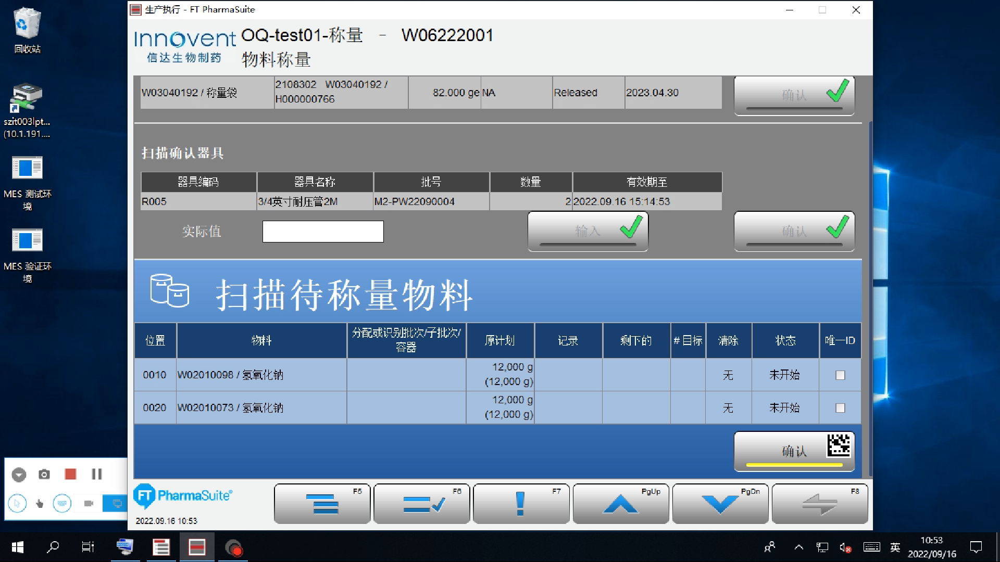 生产执行 - FT PharmaSuite
回收站
szit003lpt...
(10.1.191....
MES 测试环
境
MES 验证环
境
Innovent
信达生物制药
OQ-test01-称量 - W06222001
物料称量
W03040192 / 称量袋
2108302 W03040192 /
H000000766
82.000 ge
NA
Released
2023.04.30
确认
扫描确认器具
器具编码 器具名称 批号 数量 有效期至
R005 3/4英寸耐压管2M M2-PW22090004 2 2022.09.16 15:14:53
实际值
输入
确认
扫描待称量物料
位置 物料 分配或识别批次/子批次/
容器 原计划 记录 剩下的 # 目标 清除 状态 唯一ID
0010 W02010098 / 氢氧化钠 12,000 g
(12,000 g) 无 未开始
0020 W02010073 / 氢氧化钠 12,000 g
(12,000 g) 无 未开始
确认
FT PharmaSuite®
2022.09.16 10:53
F5
F6
F7
PgUp
PgDn
F8
英
10:53
2022/09/16